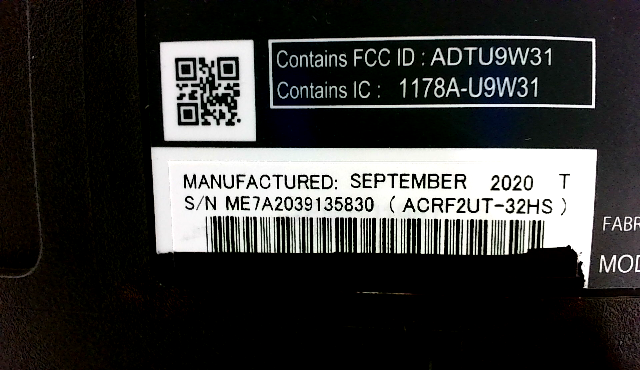 Contains FCC ID : ADTU9W31
Contains IC : 1178A-U9W31
MANUFACTURED: SEPTEMBER 2020 T
S/N ME7A2039135830 ( ACRF2UT-32HS )
FABR
MOD